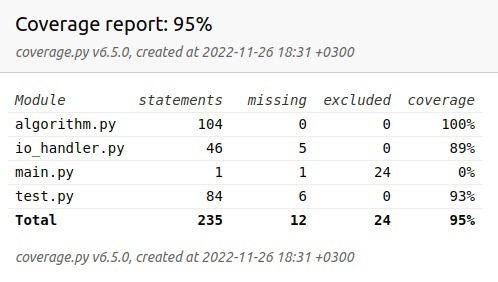 Coverage report: 95%
coverage.py v6.5.0, created at 2022-11-26 18:31 +0300
Module statements missing excluded coverage
algorithm.py 104 0 0 100%
io_handler.py 46 5 0 89%
main.py 1 1 24 0%
test.py 84 6 0 93%
Total 235 12 24 95%
coverage.py v6.5.0, created at 2022-11-26 18:31 +0300